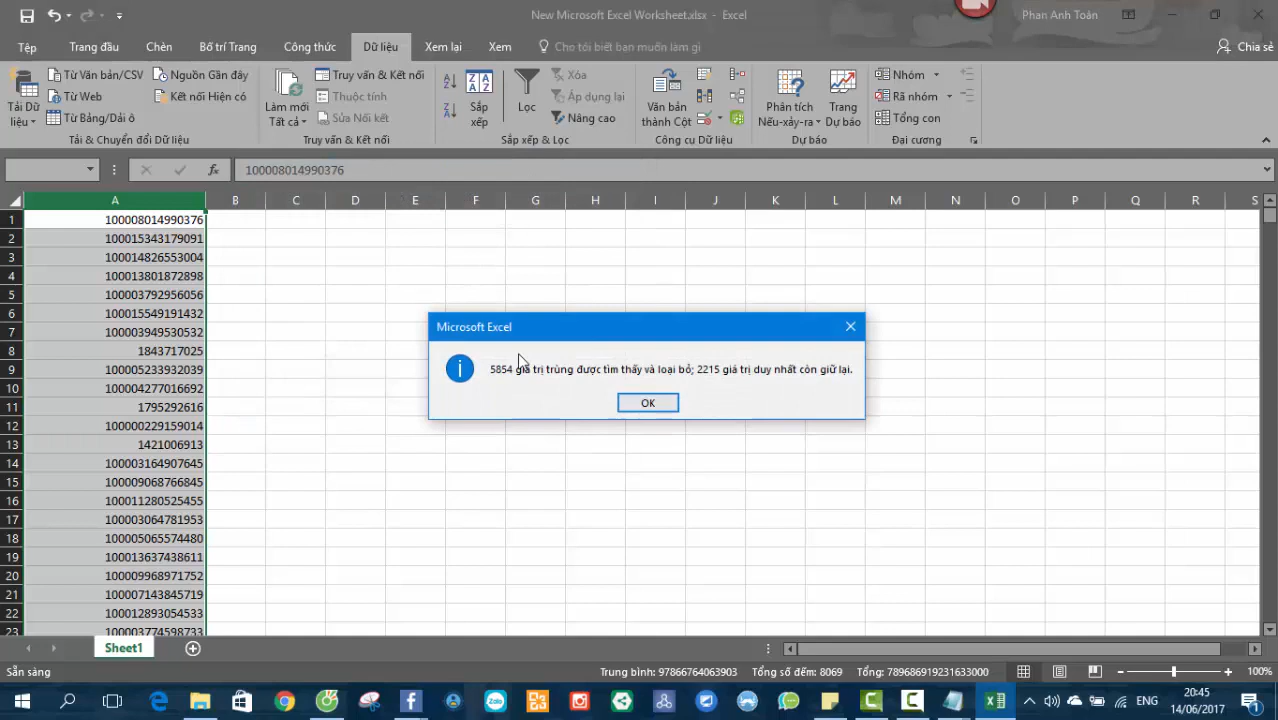 New Microsoft Excel Worksheet.xlsx - Excel
Phan Anh Toán
Tệp
Trang đầu
Chèn
Bố trí Trang
Công thức
Dữ liệu
Xem lại
Xem
Cho tôi biết bạn muốn làm gì
Chia sẻ
Tải Dữ liệu
Từ Văn bản/CSV
Từ Web
Từ Bảng/Dải ô
Nguồn Gần đây
Kết nối Hiện có
Tải & Chuyển đổi Dữ liệu
Làm mới Tất cả
Truy vấn & Kết nối
Thuộc tính
Sửa Nối kết
Truy vấn & Kết nối
Sắp xếp
Lọc
Xóa
Áp dụng lại
Nâng cao
Sắp xếp & Lọc
Văn bản thành Cột
Công cụ Dữ liệu
Phân tích Nếu-xảy-ra
Trang Dự báo
Dự báo
Nhóm
Rã nhóm
Tổng con
Đại cương
fx
100008014990376
A B C D E F G H I J K L M N O P Q R S
1 100008014990376
2 100015343179091
3 100014826553004
4 100013801872898
5 100003792956056
6 100015549191432
7 100003949530532
8 1843717025
9 100005233932039
10 100004277016692
11 1795292616
12 100000229159014
13 1421006913
14 100003164907645
15 100009068766845
16 100011280525455
17 100003064781953
18 100005065574480
19 100013637438611
20 100009968971752
21 100007143845719
22 100012893054533
23 100003774598733
Microsoft Excel
5854 giá trị trùng được tìm thấy và loại bỏ; 2215 giá trị duy nhất còn giữ lại.
OK
Sheet1
Sẵn sàng
Trung bình: 97866764063903
Tổng số đếm: 8069
Tổng: 789686919231633000
100%
Zalo
ENG
20:45
14/06/2017
1